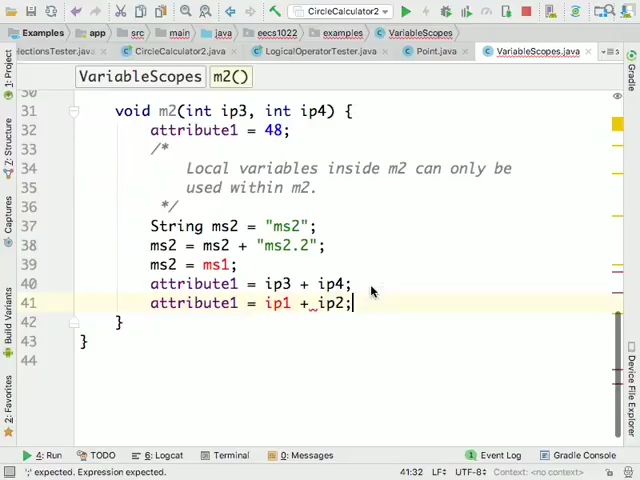 CircleCalculator2
Examples app src main java eecs1022 examples VariableScopes
ectionsTester.java CircleCalculator2.java LogicalOperatorTester.java Point.java VariableScopes.java
VariableScopes m2()
30
31 void m2(int ip3, int ip4) {
32 attribute1 = 48;
33 /*
34 Local variables inside m2 can only be
35 used within m2.
36 */
37 String ms2 = "ms2";
38 ms2 = ms2 + "ms2.2";
39 ms2 = ms1;
40 attribute1 = ip3 + ip4;
41 attribute1 = ip1 + ip2;
42 }
43 }
44
1: Project
7: Structure
Captures
Build Variants
2: Favorites
Gradle
Device File Explorer
4: Run TODO 6: Logcat Terminal 0: Messages Event Log Gradle Console
';' expected. Expression expected. 41:32 LF÷ UTF-8÷ Context: <no context>